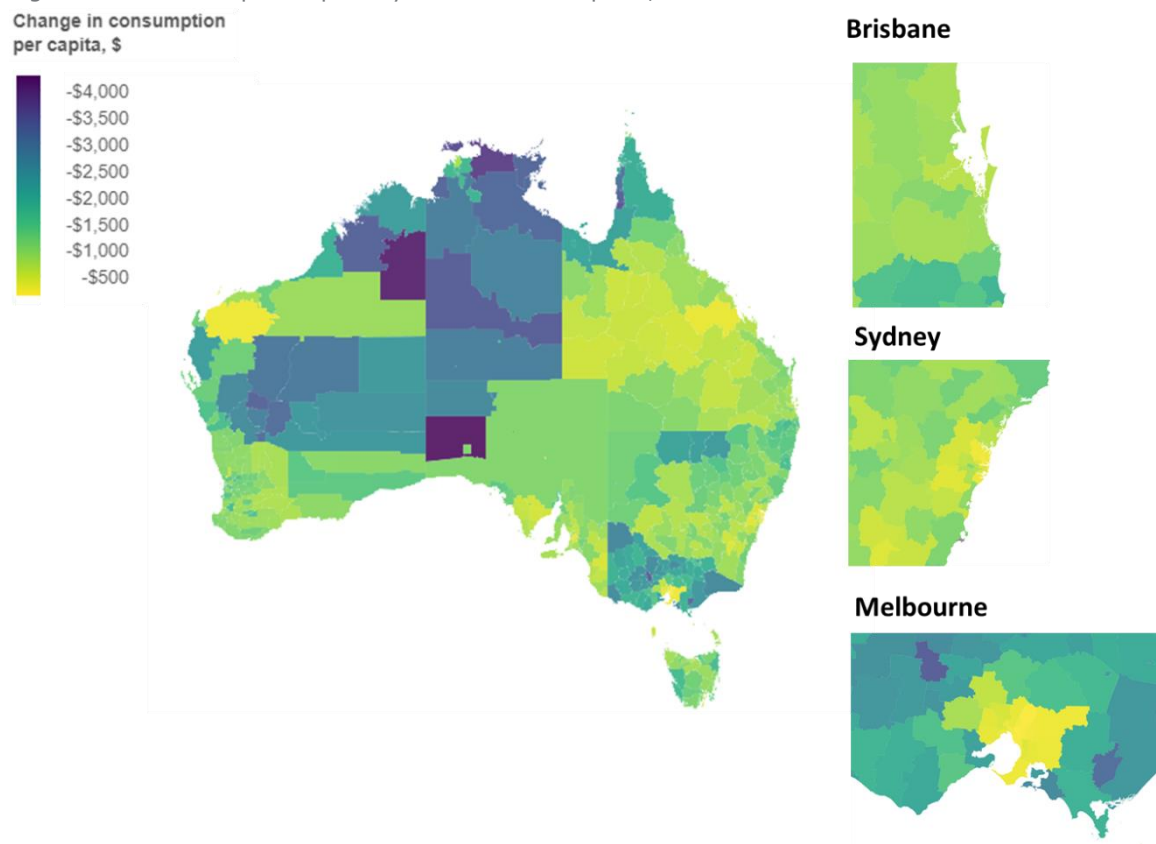 Change in consumption
per capita, $
-$4,000
-$3,500
-$3,000
-$2,500
-$2,000
-$1,500
-$1,000
-$500
Brisbane
Sydney
Melbourne